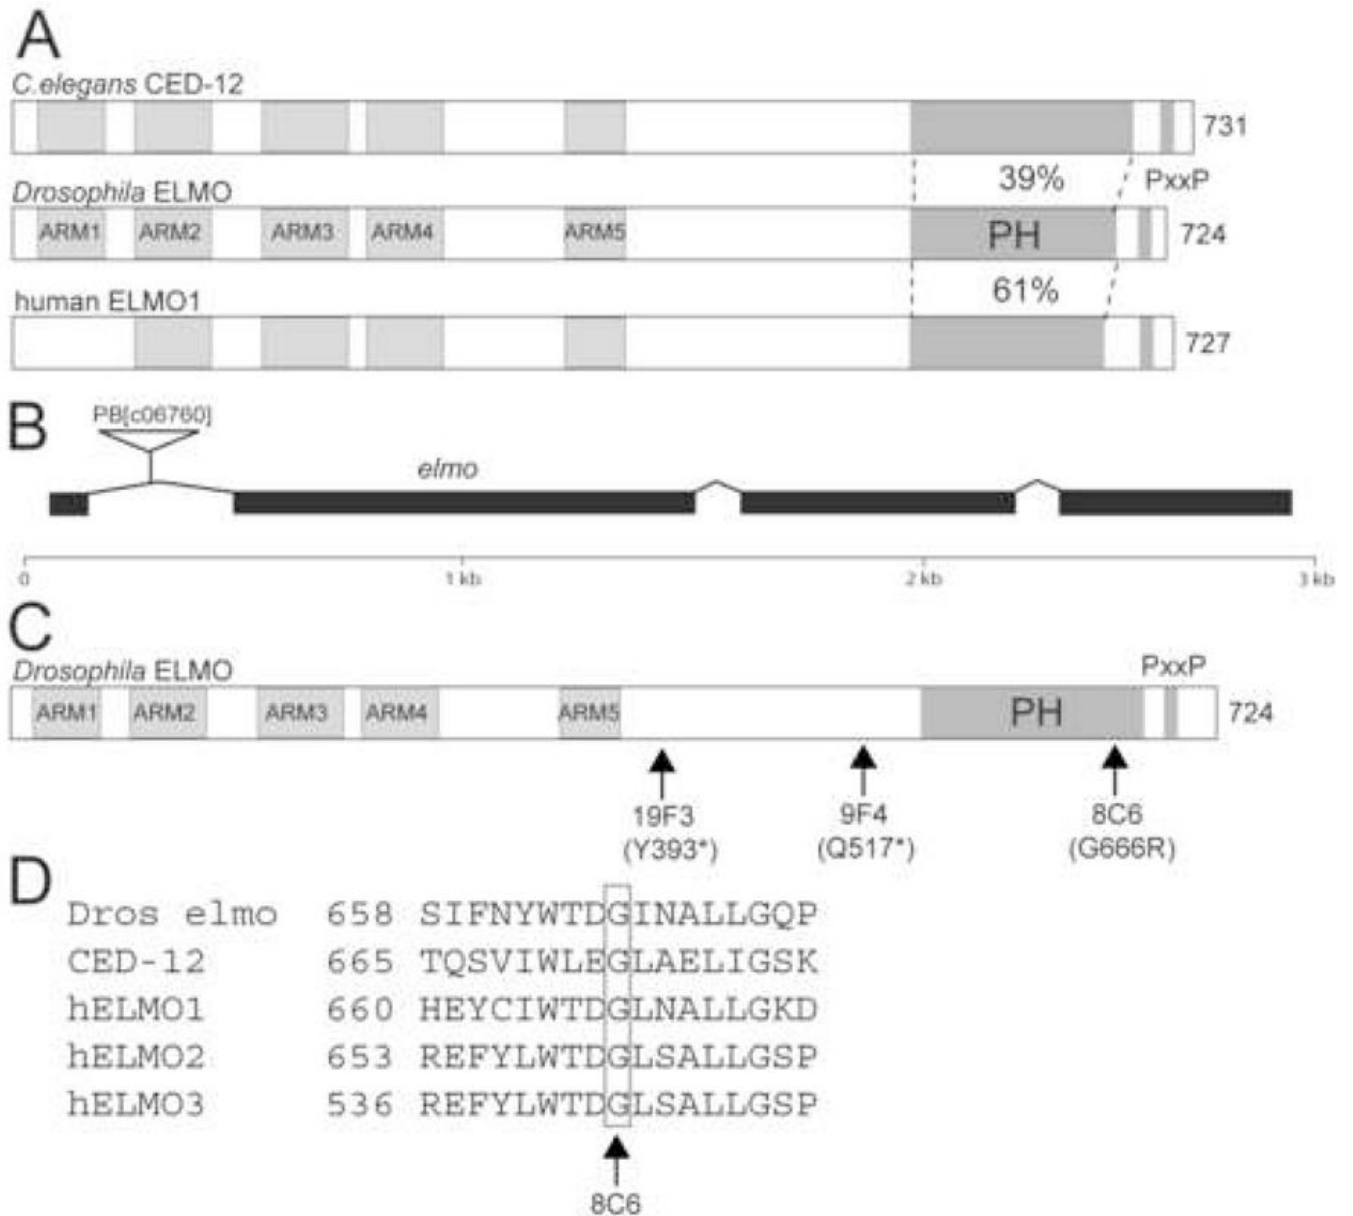 A
C.elegans CED-12
731
39%
PxxP
Drosophila ELMO
ARM1 ARM2 ARM3 ARM4 ARM5 PH 724
61%
human ELMO1
727
B
PB[c06760]
elmo
0 1 kb 2 kb 3 kb
C
Drosophila ELMO
PxxP
ARM1 ARM2 ARM3 ARM4 ARM5 PH 724
19F3 9F4 8C6
(Y393*) (Q517*) (G666R)
D
Dros elmo 658 SIFNYWTDGINALLGQP
CED-12 665 TQSVIWLEGLAELIGSK
hELMO1 660 HEYCIWTDGLNALLGKD
hELMO2 653 REFYLWTDGLSALLGSP
hELMO3 536 REFYLWTDGLSALLGSP
8C6